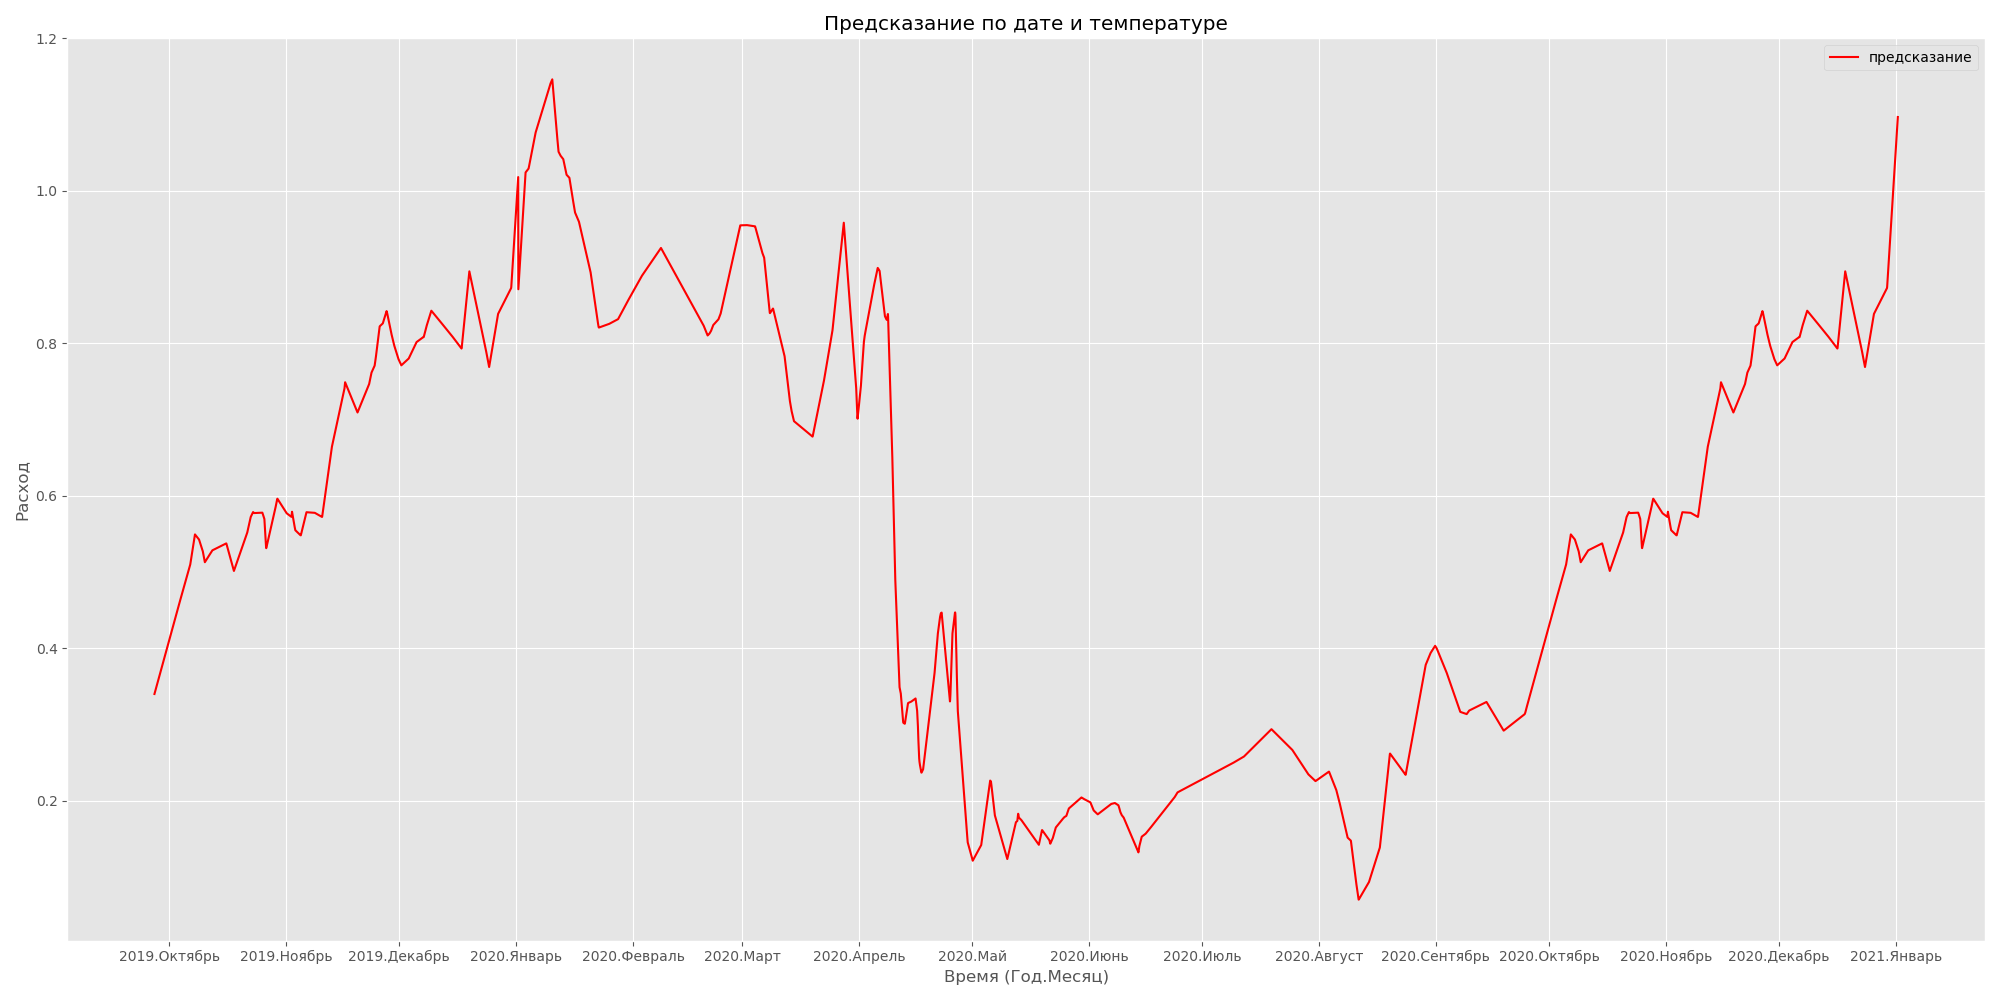 Предсказание по дате и температуре
предсказание
1.2
1.0
0.8
0.6
0.4
0.2
Расход
2019.Октябрь 2019.Ноябрь 2019.Декабрь 2020.Январь 2020.Февраль 2020.Март 2020.Апрель 2020.Май 2020.Июнь 2020.Июль 2020.Август 2020.Сентябрь 2020.Октябрь 2020.Ноябрь 2020.Декабрь 2021.Январь
Время (Год.Месяц)